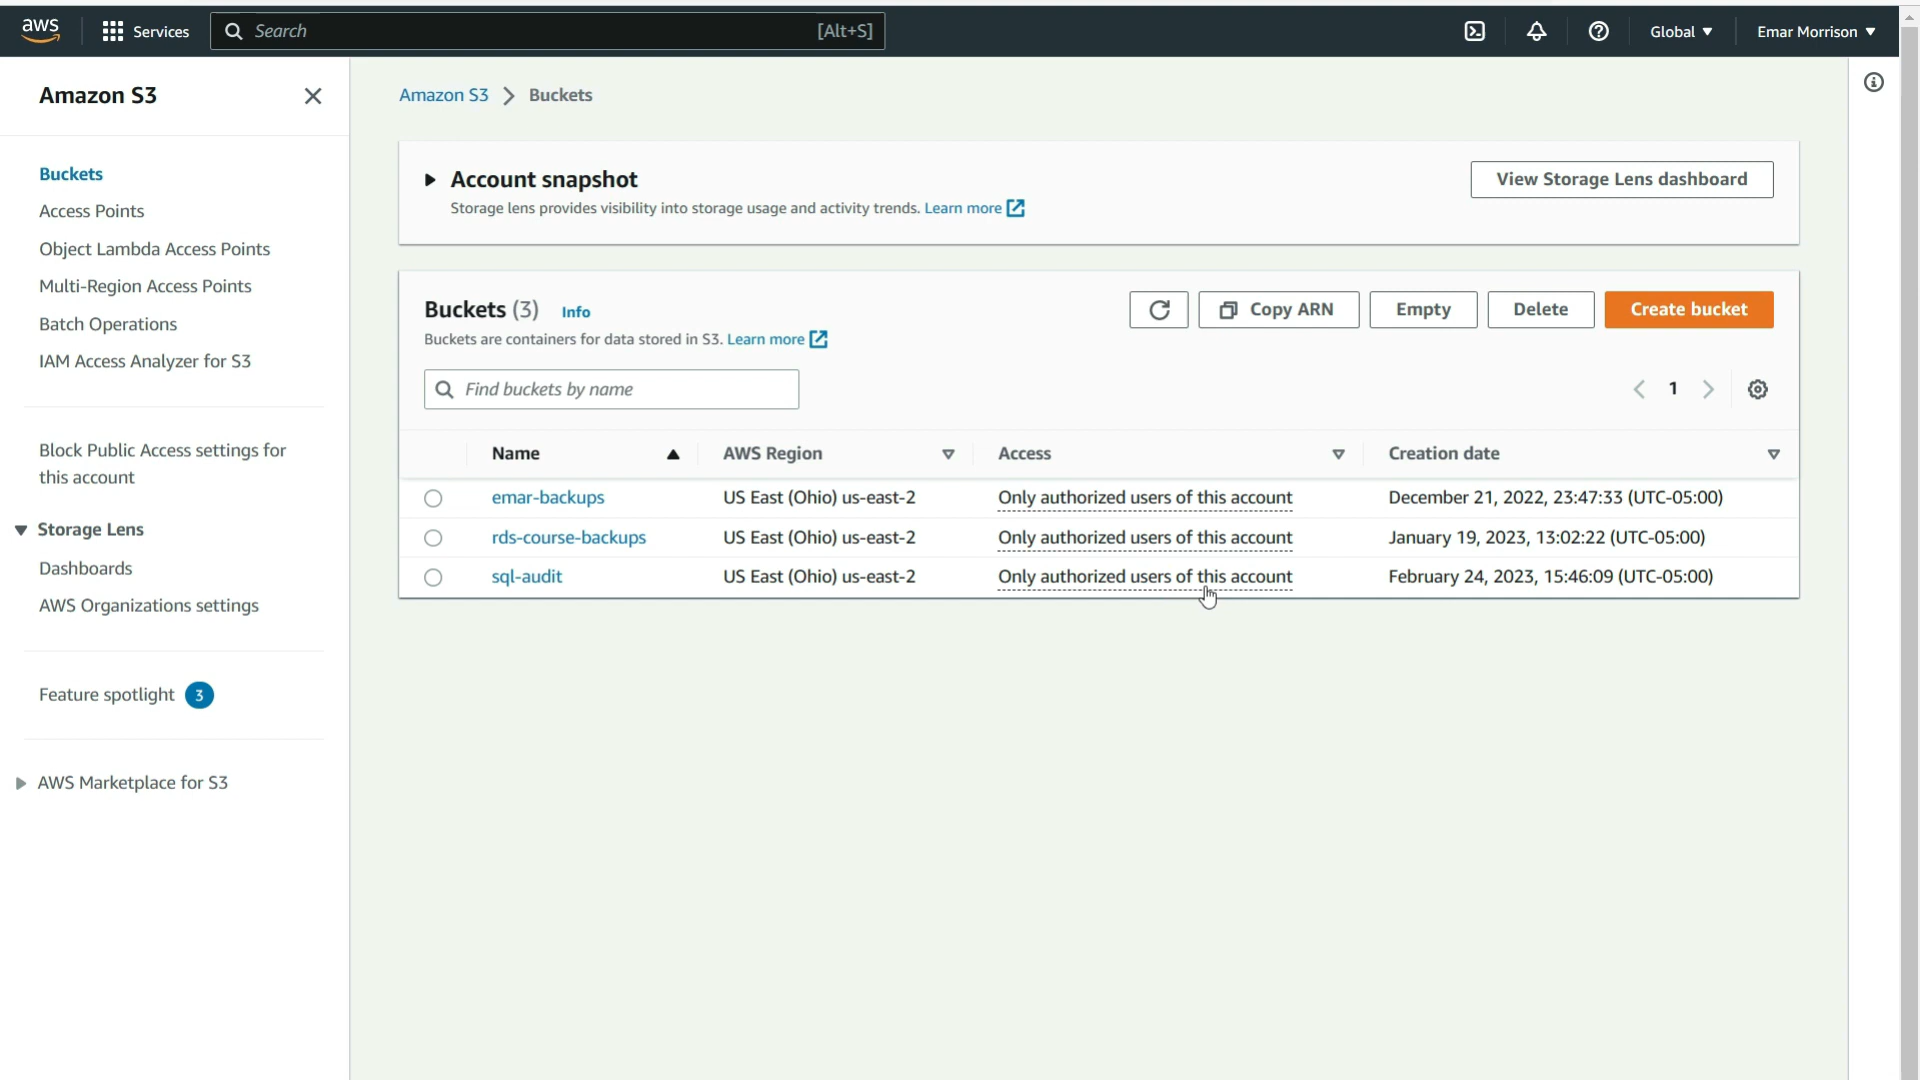 aws
Services
Search
[Alt+S]
Global
Emar Morrison
Amazon S3
Buckets
Access Points
Object Lambda Access Points
Multi-Region Access Points
Batch Operations
IAM Access Analyzer for S3
Block Public Access settings for
this account
Storage Lens
Dashboards
AWS Organizations settings
Feature spotlight 3
AWS Marketplace for S3
Amazon S3 > Buckets
Account snapshot
Storage lens provides visibility into storage usage and activity trends. Learn more
View Storage Lens dashboard
Buckets (3) Info
Buckets are containers for data stored in S3. Learn more
Copy ARN
Empty
Delete
Create bucket
Find buckets by name
1
Name AWS Region Access Creation date
emar-backups US East (Ohio) us-east-2 Only authorized users of this account December 21, 2022, 23:47:33 (UTC-05:00)
rds-course-backups US East (Ohio) us-east-2 Only authorized users of this account January 19, 2023, 13:02:22 (UTC-05:00)
sql-audit US East (Ohio) us-east-2 Only authorized users of this account February 24, 2023, 15:46:09 (UTC-05:00)